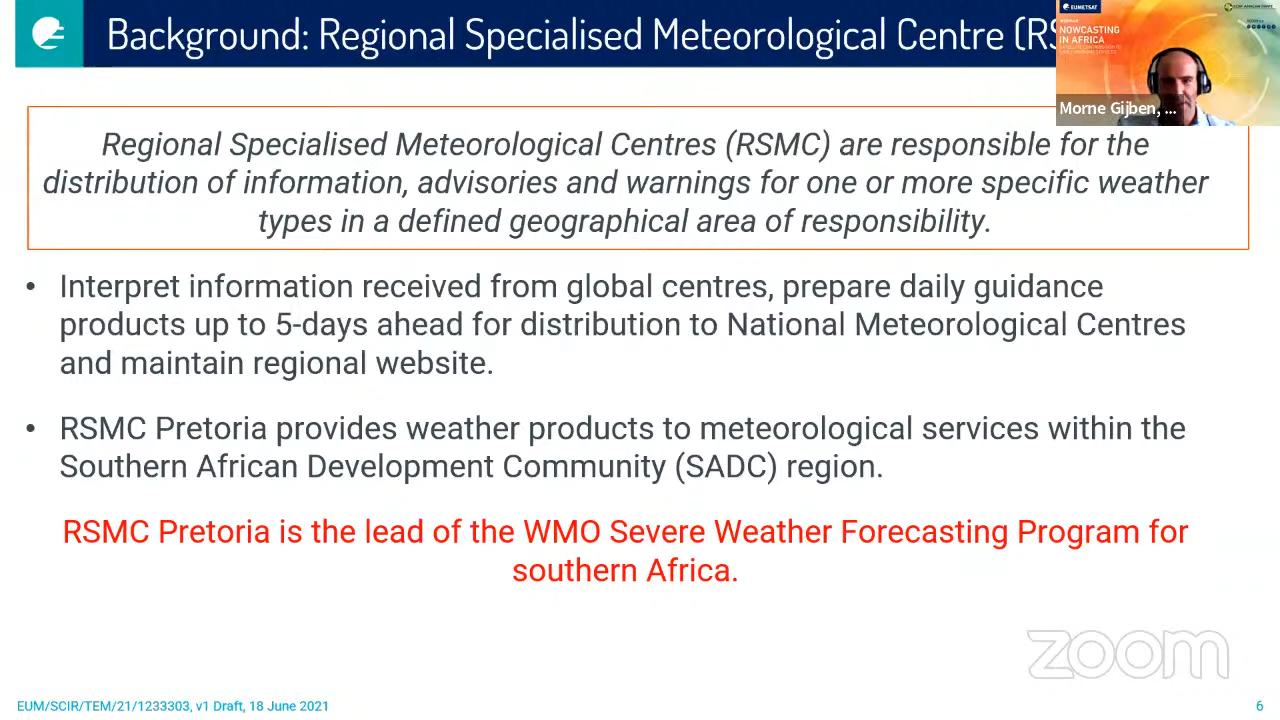 Background: Regional Specialised Meteorological Centre (RS
EUMETSAT
WEBINAR
NOWCASTING
IN AFRICA
Morne Gijben, ...
Regional Specialised Meteorological Centres (RSMC) are responsible for the
distribution of information, advisories and warnings for one or more specific weather
types in a defined geographical area of responsibility.
• Interpret information received from global centres, prepare daily guidance
products up to 5-days ahead for distribution to National Meteorological Centres
and maintain regional website.
• RSMC Pretoria provides weather products to meteorological services within the
Southern African Development Community (SADC) region.
RSMC Pretoria is the lead of the WMO Severe Weather Forecasting Program for
southern Africa.
zoom
EUM/SCIR/TEM/21/1233303, v1 Draft, 18 June 2021
6